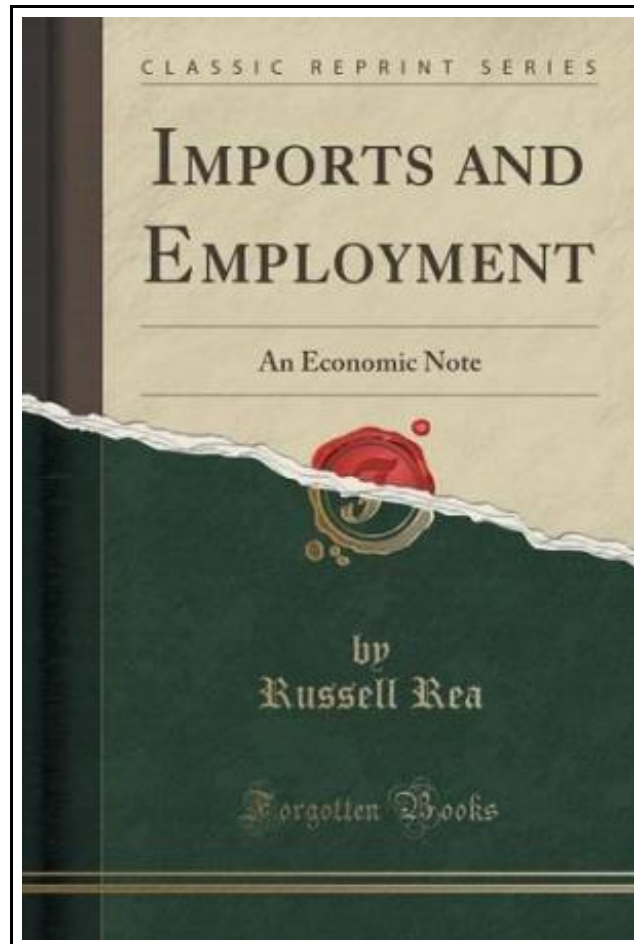 CLASSIC REPRINT SERIES
IMPORTS AND
EMPLOYMENT
An Economic Note
by
Russell Rea
Forgotten Books